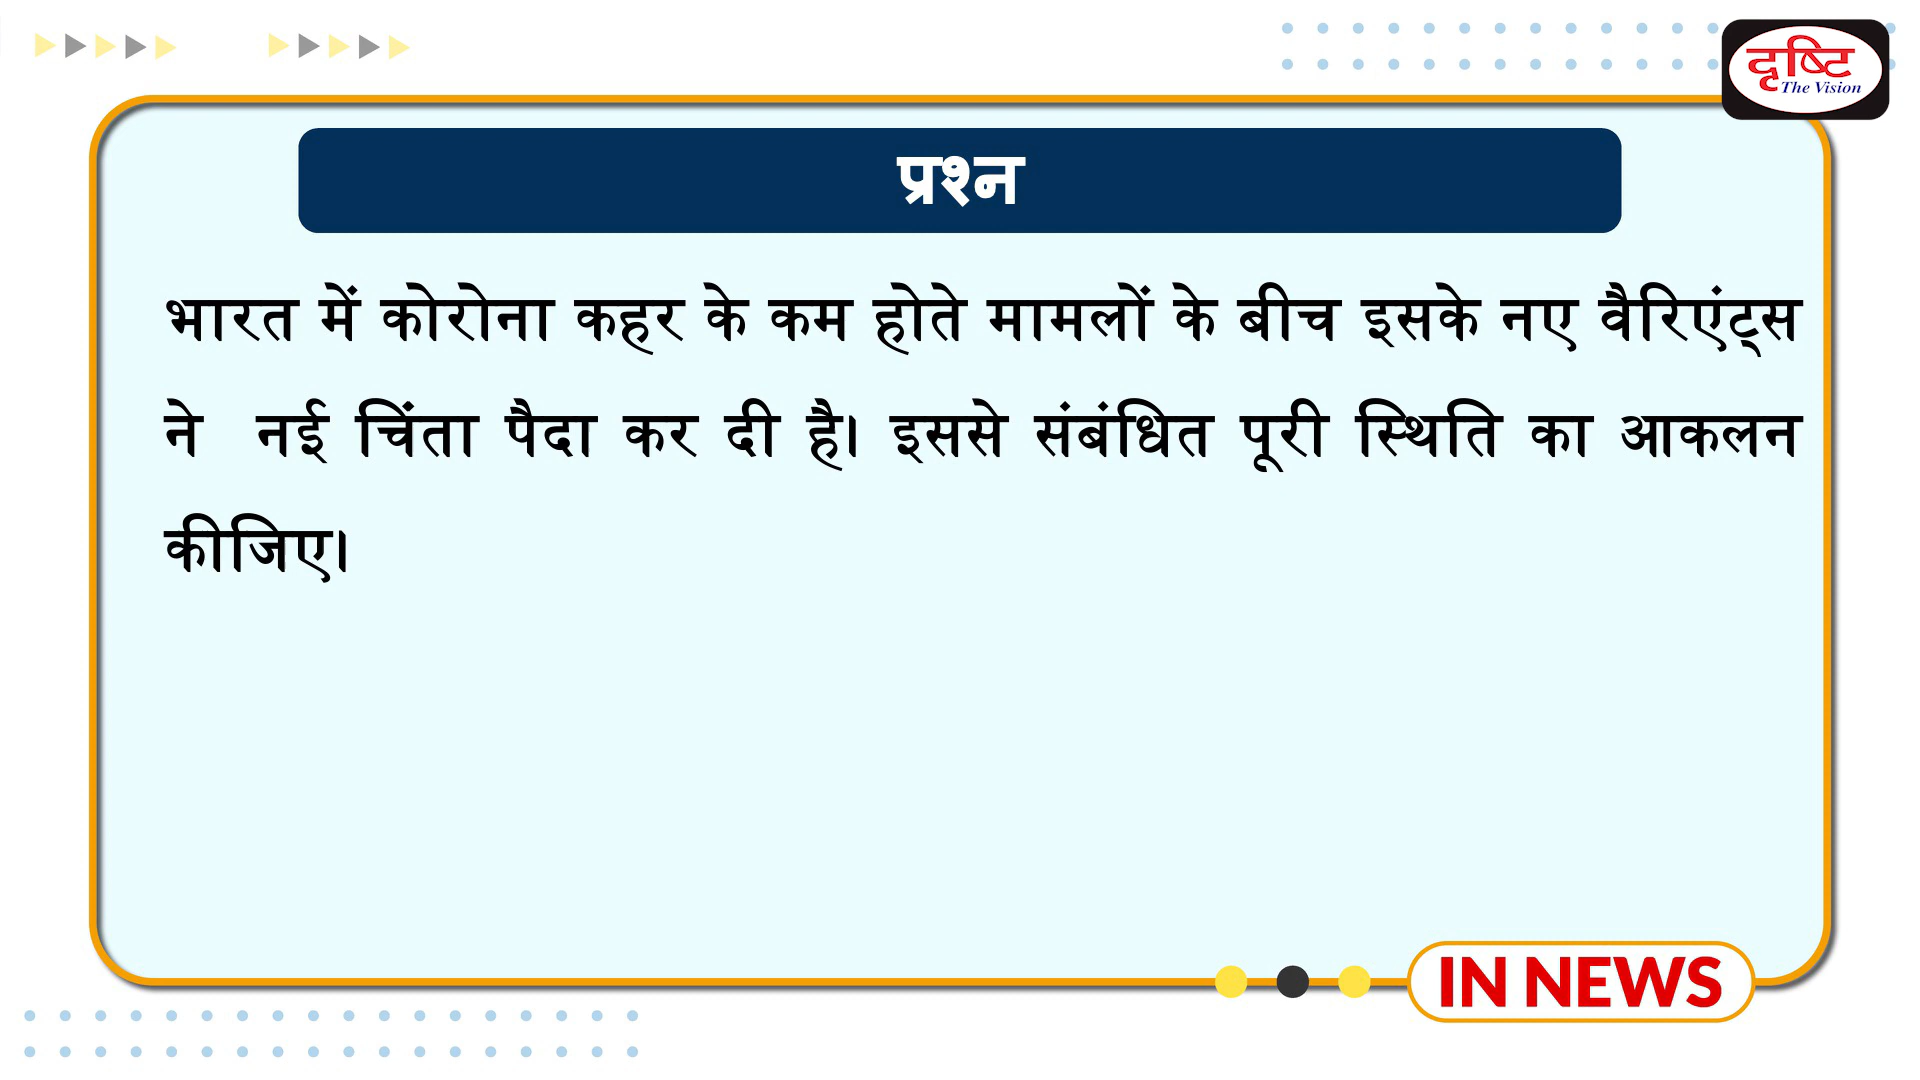 दृष्टि
The Vision
प्रश्न
भारत में कोरोना कहर के कम होते मामलों के बीच इसके नए वैरिएंट्स
ने नई चिंता पैदा कर दी है। इससे संबंधित पूरी स्थिति का आकलन
कीजिए।
IN NEWS